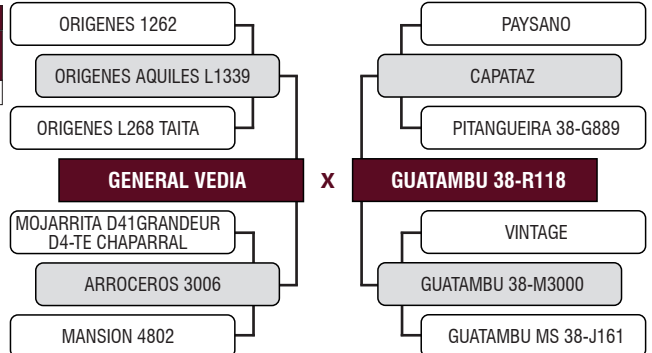 ORIGENES 1262
ORIGENES AQUILES L1339
ORIGENES L268 TAITA
GENERAL VEDIA
MOJARRITA D41GRANDEUR
D4-TE CHAPARRAL
ARROCEROS 3006
MANSION 4802
X
PAYSANO
CAPATAZ
PITANGUEIRA 38-G889
GUATAMBU 38-R118
VINTAGE
GUATAMBU 38-M3000
GUATAMBU MS 38-J161